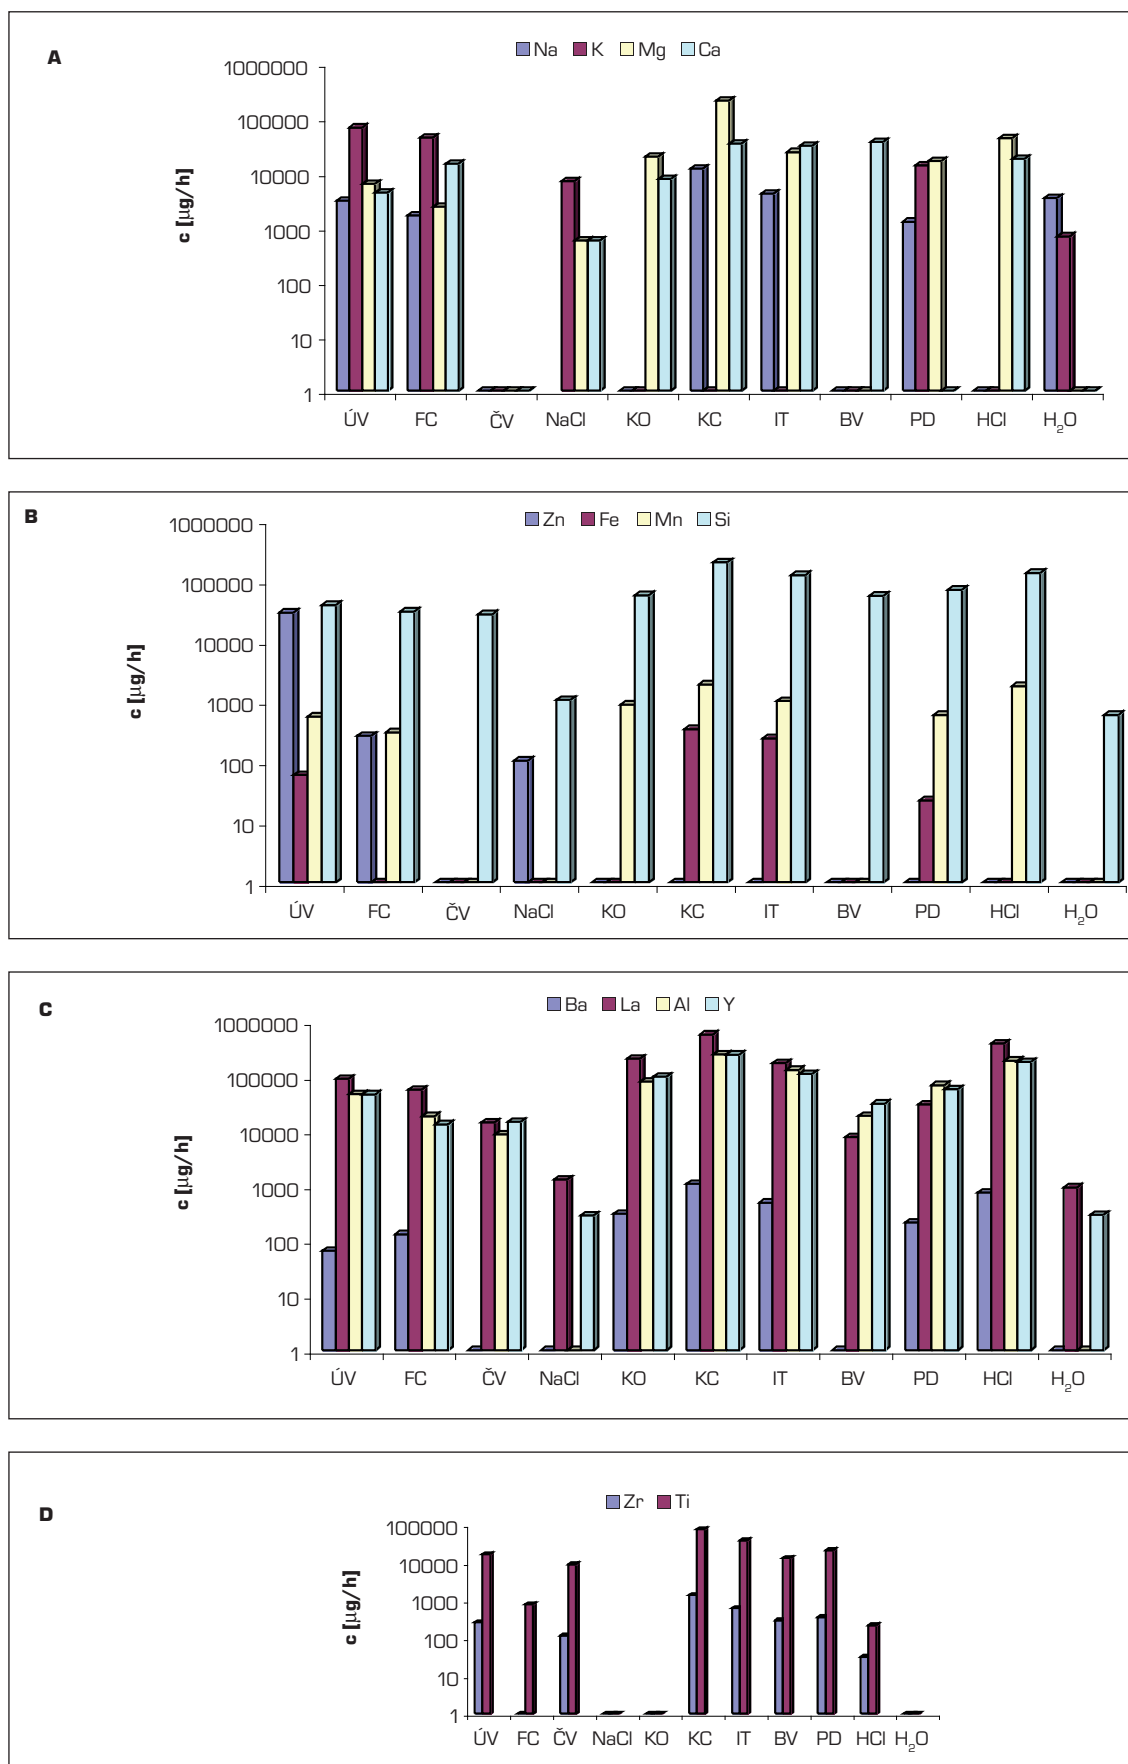 A
Na K Mg Ca
c [µg/h]
1000000
100000
10000
1000
100
10
1
ÚV FC ČV NaCl KO KC IT BV PD HCl H₂O
B
Zn Fe Mn Si
c [µg/h]
1000000
100000
10000
1000
100
10
1
ÚV FC ČV NaCl KO KC IT BV PD HCl H₂O
C
Ba La Al Y
c [µg/h]
1000000
100000
10000
1000
100
10
1
ÚV FC ČV NaCl KO KC IT BV PD HCl H₂O
D
Zr Ti
c [µg/h]
100000
10000
1000
100
10
1
ÚV FC ČV NaCl KO KC IT BV PD HCl H₂O